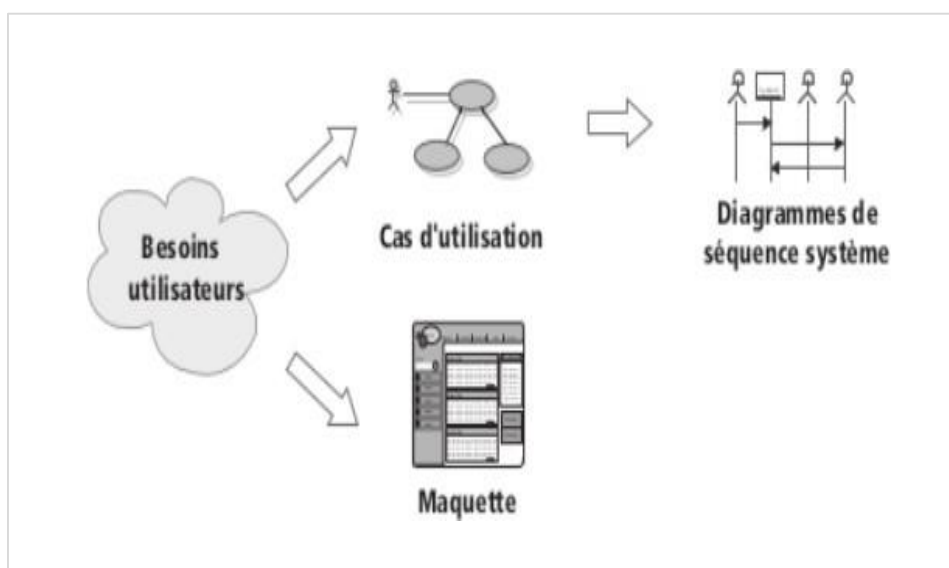 Besoins
utilisateurs
Cas d'utilisation
Diagrammes de
séquence système
Maquette